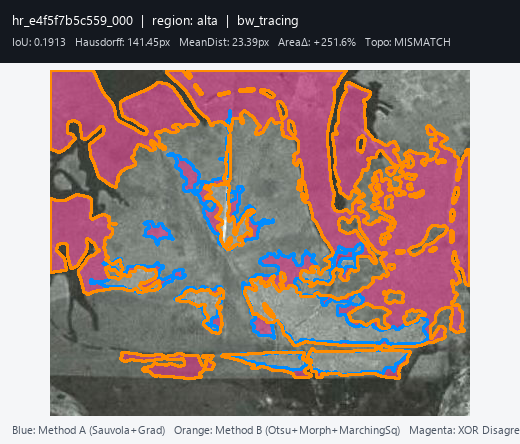 hr_e4f5f7b5c559_000 | region: alta | bw_tracing
IoU: 0.1913 Hausdorff: 141.45px MeanDist: 23.39px AreaΔ: +251.6% Topo: MISMATCH
Blue: Method A (Sauvola+Grad) Orange: Method B (Otsu+Morph+MarchingSq) Magenta: XOR Disagre